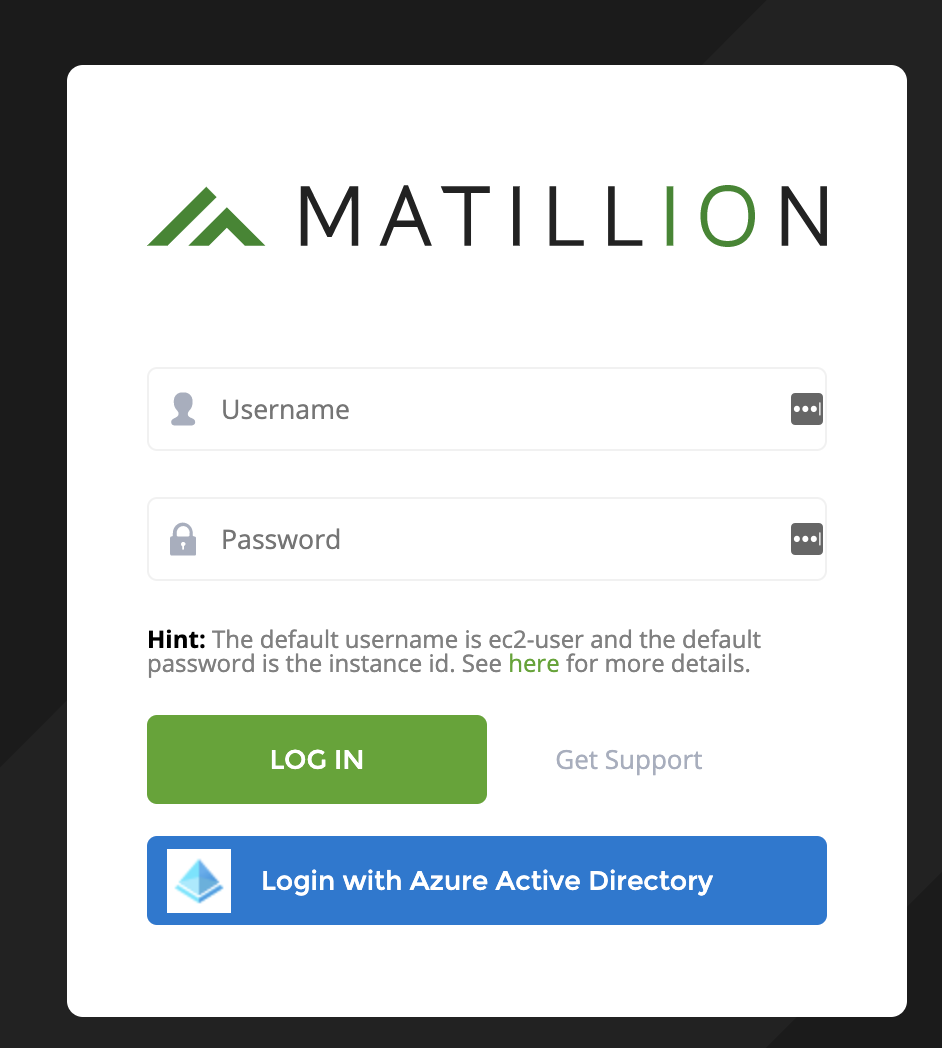 MATILLION
Username
Password
Hint: The default username is ec2-user and the default
password is the instance id. See here for more details.
LOG IN
Get Support
Login with Azure Active Directory